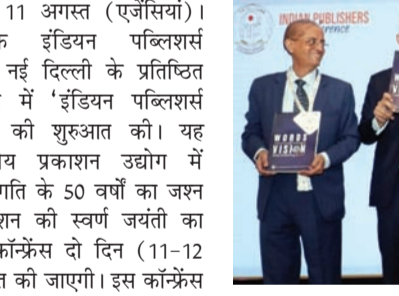 11 अगस्त (एजेंसियां)।
इंडियन पब्लिशर्स
नई दिल्ली के प्रतिष्ठित
में 'इंडियन पब्लिशर्स
की शुरुआत की। यह
प्रकाशन उद्योग में
के 50 वर्षों का जश्न
की स्वर्ण जयंती का
कॉन्फ्रेंस दो दिन (11-12
की जाएगी। इस कॉन्फ्रेंस
INDIAN PUBLISHERS
WORDS
VISION